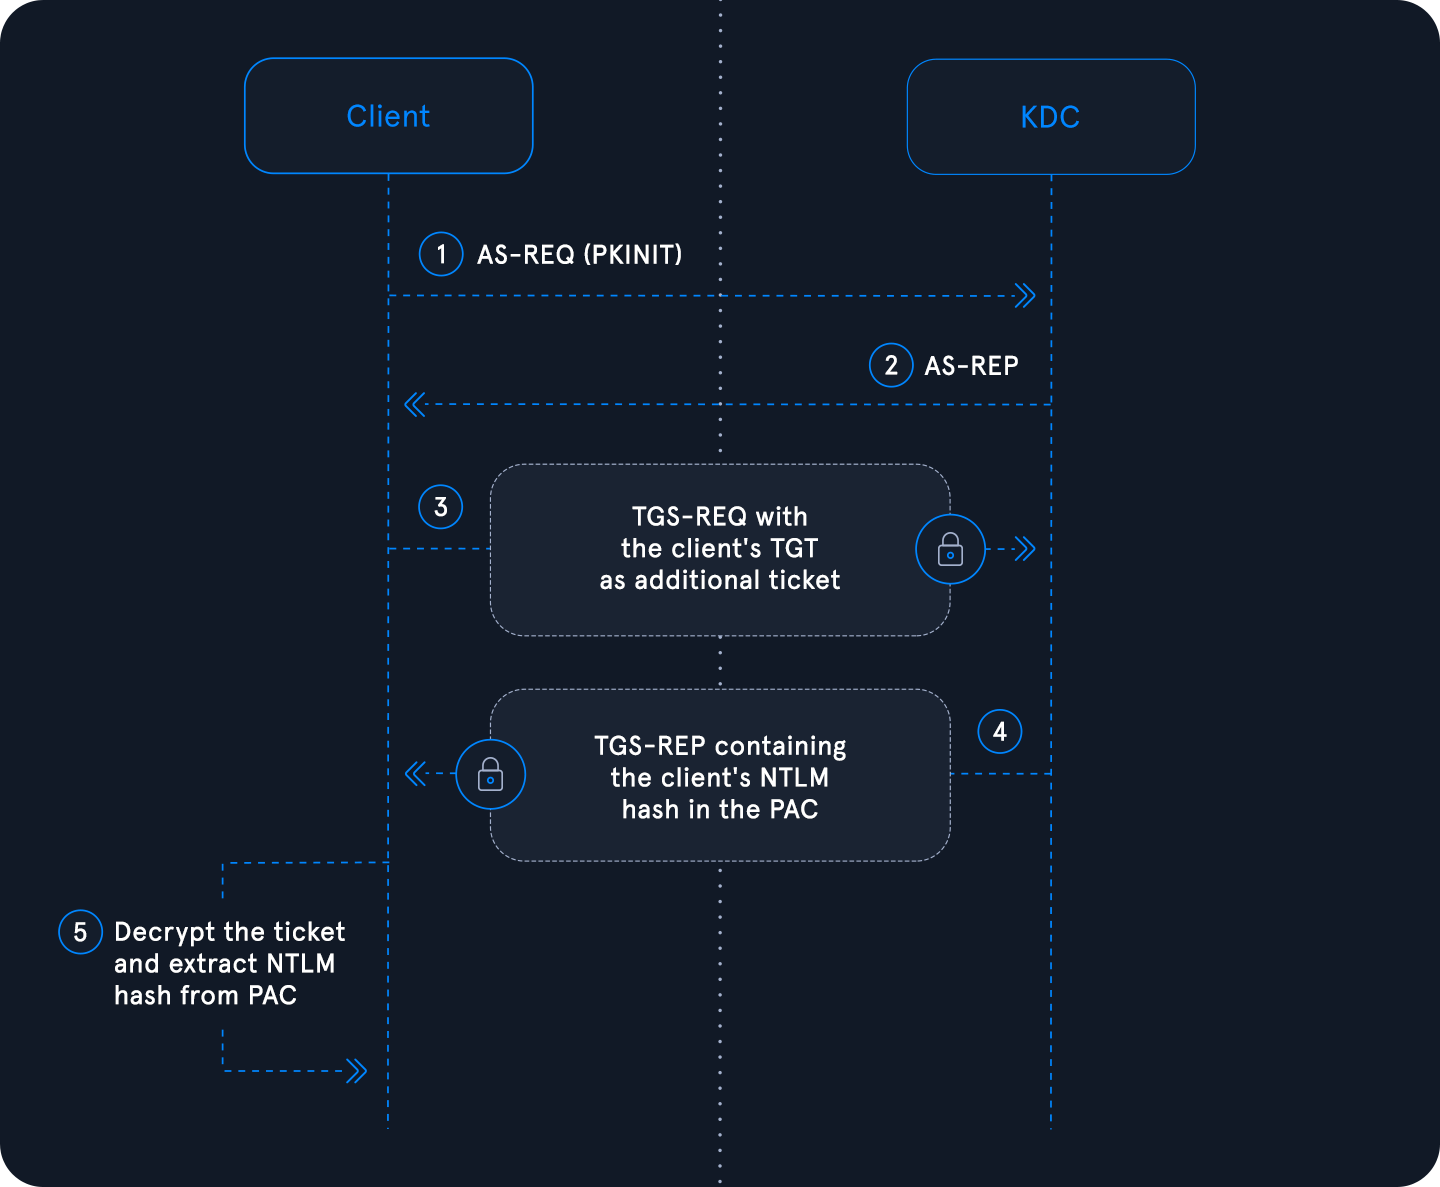 Client
KDC
1 AS-REQ (PKINIT)
2 AS-REP
3
TGS-REQ with
the client's TGT
as additional ticket
4
TGS-REP containing
the client's NTLM
hash in the PAC
5 Decrypt the ticket
and extract NTLM
hash from PAC